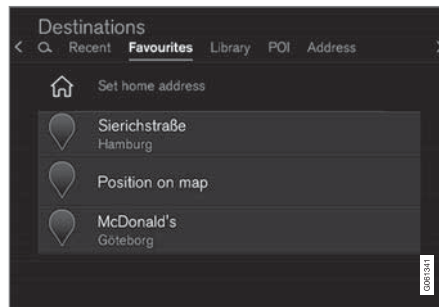 Destinations
Recent Favourites Library POI Address
Set home address
Sierichstraße
Hamburg
Position on map
McDonald's
Göteborg
G061341